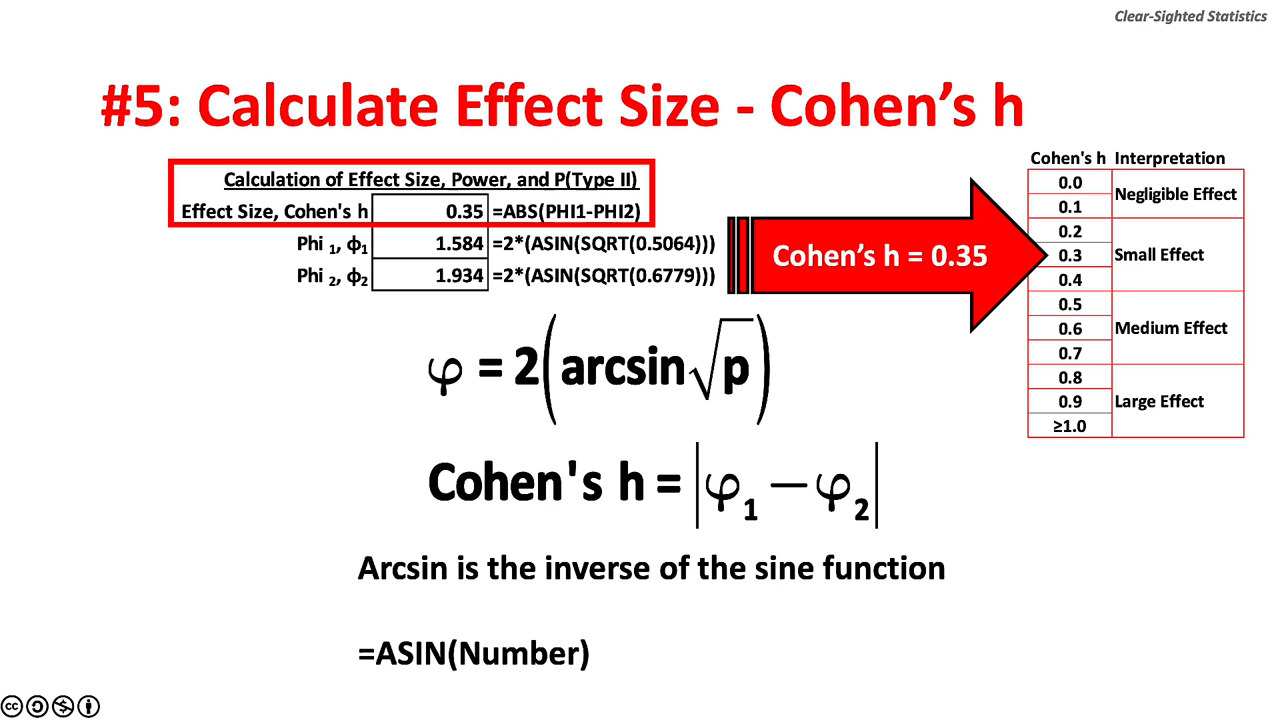 Clear-Sighted Statistics
#5: Calculate Effect Size - Cohen’s h
Calculation of Effect Size, Power, and P(Type II)
Effect Size, Cohen's h 0.35 =ABS(PHI1-PHI2)
Phi 1, ϕ1 1.584 =2*(ASIN(SQRT(0.5064)))
Phi 2, ϕ2 1.934 =2*(ASIN(SQRT(0.6779)))
Cohen’s h = 0.35
Cohen's h Interpretation
0.0
0.1
Negligible Effect
0.2
0.3
0.4
Small Effect
0.5
0.6
0.7
Medium Effect
0.8
0.9
≥1.0
Large Effect
φ = 2(arcsin√p)
Cohen's h = |φ1 − φ2|
Arcsin is the inverse of the sine function
=ASIN(Number)
cc